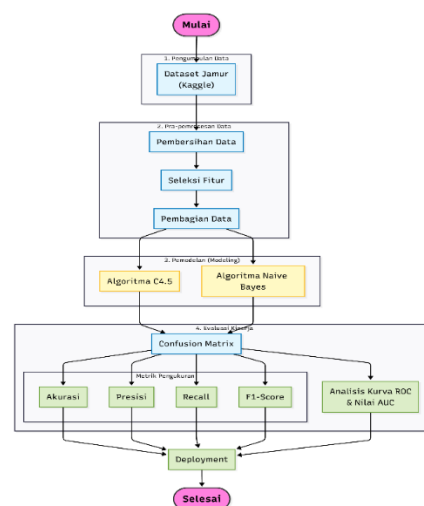 Mulai
1. Pengumpulan Data
Dataset Jamur
(Kaggle)
2. Pra-pemrosesan Data
Pembersihan Data
Seleksi Fitur
Pembagian Data
3. Pemodelan (Modeling)
Algoritma C4.5
Algoritma Naive
Bayes
4. Evaluasi Kinerja
Confusion Matrix
Metrik Pengukuran
Akurasi
Presisi
Recall
F1-Score
Analisis Kurva ROC
& Nilai AUC
Deployment
Selesai